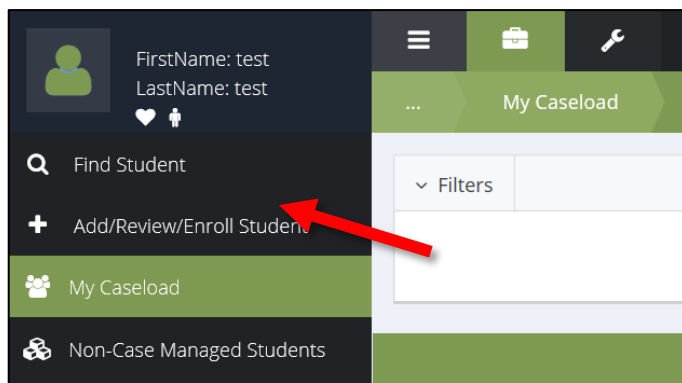 FirstName: test
LastName: test
Find Student
Add/Review/Enroll Student
My Caseload
Non-Case Managed Students
... My Caseload
Filters